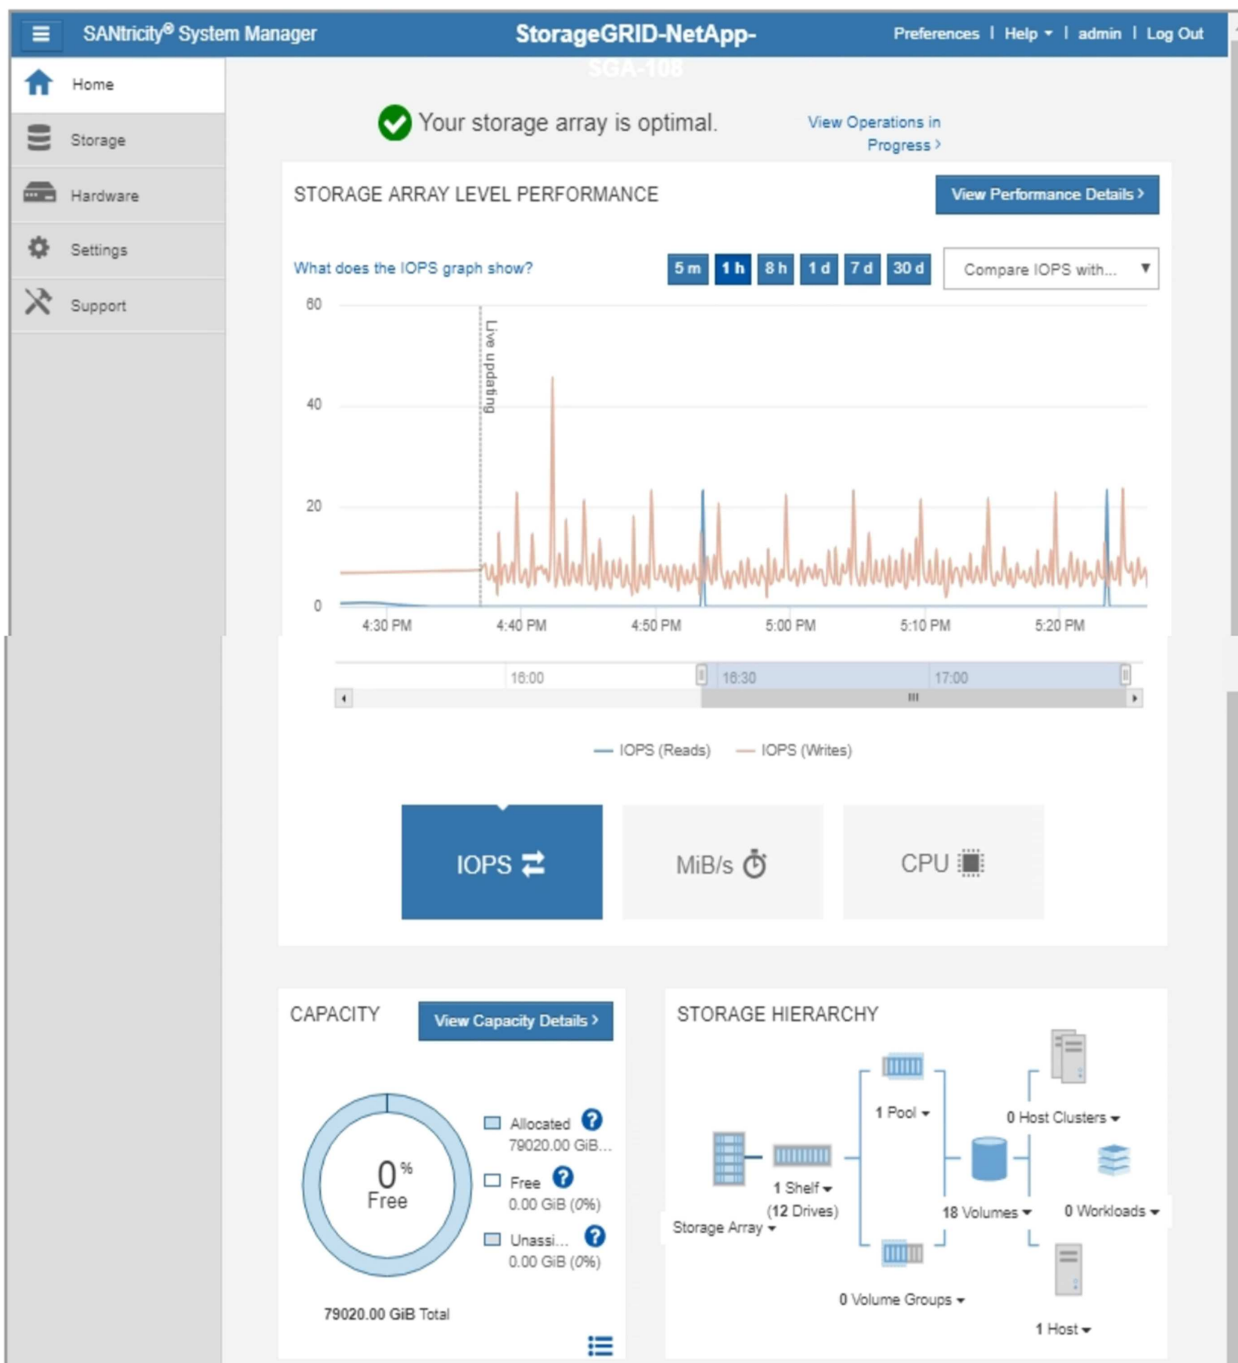 SANtricity® System Manager
StorageGRID-NetApp-
SGA-108
Preferences | Help | admin | Log Out
Home
Storage
Hardware
Settings
Support
Your storage array is optimal.
View Operations in
Progress >
STORAGE ARRAY LEVEL PERFORMANCE
View Performance Details >
What does the IOPS graph show?
5 m 1 h 8 h 1 d 7 d 30 d
Compare IOPS with...
60
40
20
0
Live updating
4:30 PM 4:40 PM 4:50 PM 5:00 PM 5:10 PM 5:20 PM
16:00 16:30 17:00
IOPS (Reads) IOPS (Writes)
IOPS
MiB/s
CPU
CAPACITY
View Capacity Details >
0%
Free
Allocated
79020.00 GiB...
Free
0.00 GiB (0%)
Unassi...
0.00 GiB (0%)
79020.00 GiB Total
STORAGE HIERARCHY
Storage Array
1 Shelf
(12 Drives)
1 Pool
0 Volume Groups
18 Volumes
0 Host Clusters
0 Workloads
1 Host